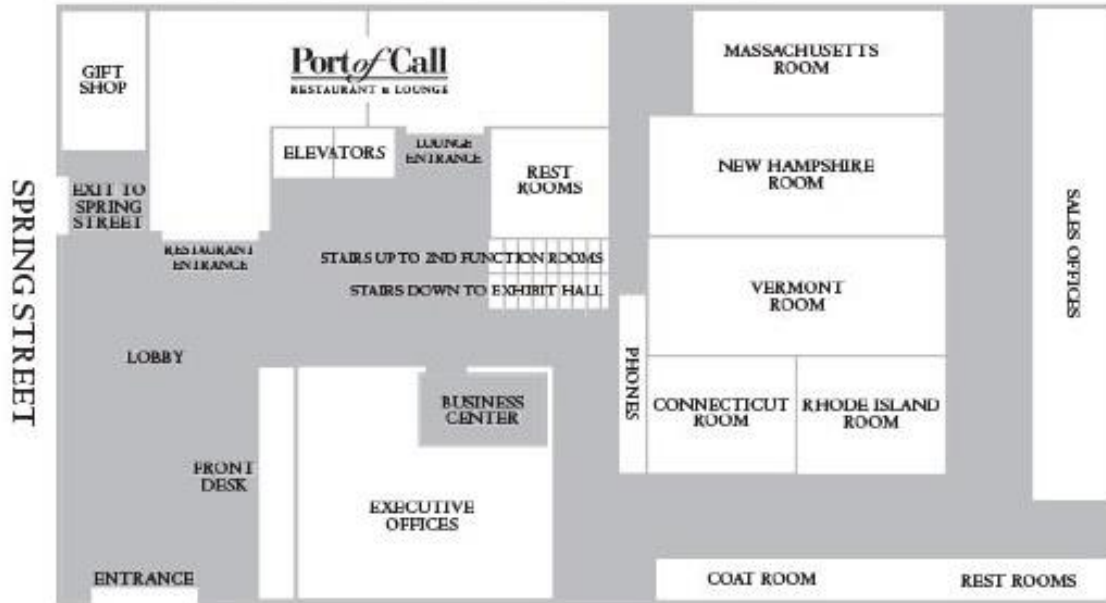 GIFT
SHOP
Port of Call
RESTAURANT & LOUNGE
MASSACHUSETTS
ROOM
ELEVATORS
LOUNGE
ENTRANCE
REST
ROOMS
NEW HAMPSHIRE
ROOM
EXIT TO
SPRING
STREET
SPRING STREET
RESTAURANT
ENTRANCE
STAIRS UP TO 2ND FUNCTION ROOMS
STAIRS DOWN TO EXHIBIT HALL
VERMONT
ROOM
SALES OFFICES
LOBBY
PHONES
BUSINESS
CENTER
CONNECTICUT
ROOM
RHODE ISLAND
ROOM
FRONT
DESK
EXECUTIVE
OFFICES
ENTRANCE
COAT ROOM
REST ROOMS